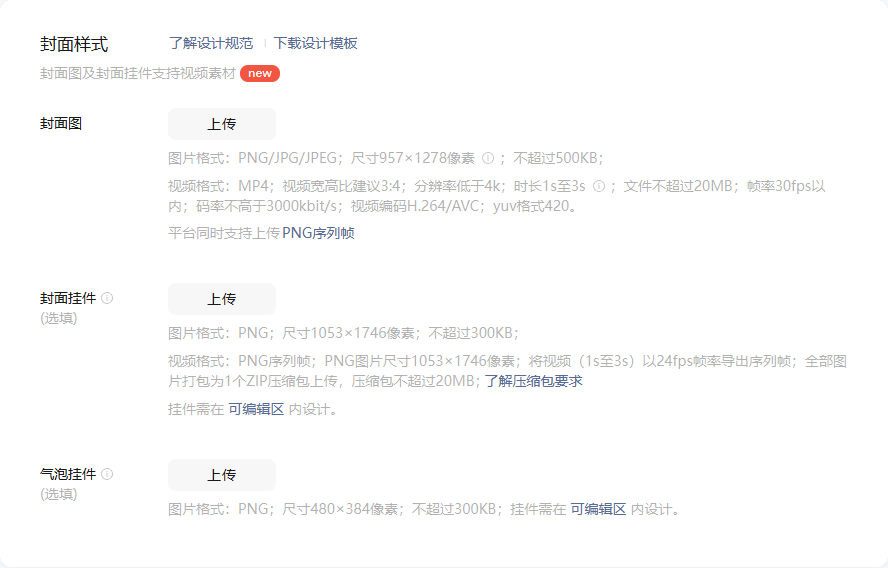 封面样式 了解设计规范 下载设计模板
封面图及封面挂件支持视频素材 new
封面图 上传
图片格式：PNG/JPG/JPEG；尺寸957×1278像素 ；不超过500KB；
视频格式：MP4；视频宽高比建议3:4；分辨率低于4k；时长1s至3s ；文件不超过20MB；帧率30fps以
内；码率不高于3000kbit/s；视频编码H.264/AVC；yuv格式420。
平台同时支持上传 PNG序列帧
封面挂件 上传
(选填)
图片格式：PNG；尺寸1053×1746像素；不超过300KB；
视频格式：PNG序列帧；PNG图片尺寸1053×1746像素；将视频（1s至3s）以24fps帧率导出序列帧；全部图
片打包为1个ZIP压缩包上传，压缩包不超过20MB；了解压缩包要求
挂件需在 可编辑区 内设计。
气泡挂件 上传
(选填)
图片格式：PNG；尺寸480×384像素；不超过300KB；挂件需在 可编辑区 内设计。